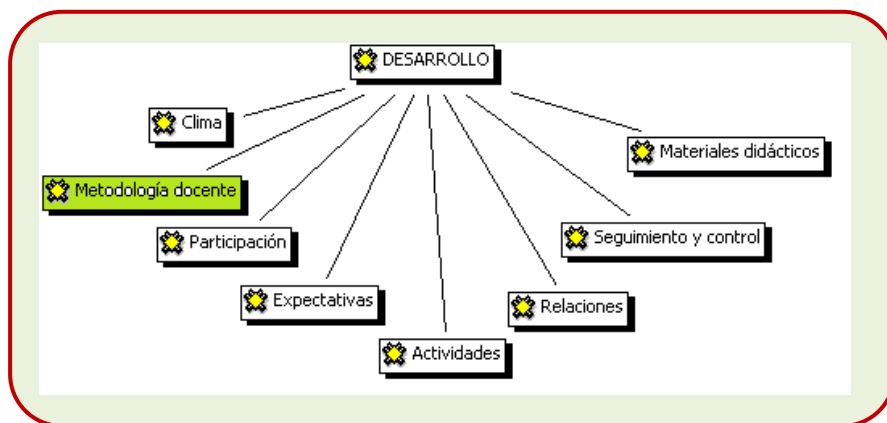 DESARROLLO
Clima
Materiales didácticos
Metodología docente
Participación
Seguimiento y control
Expectativas
Relaciones
Actividades